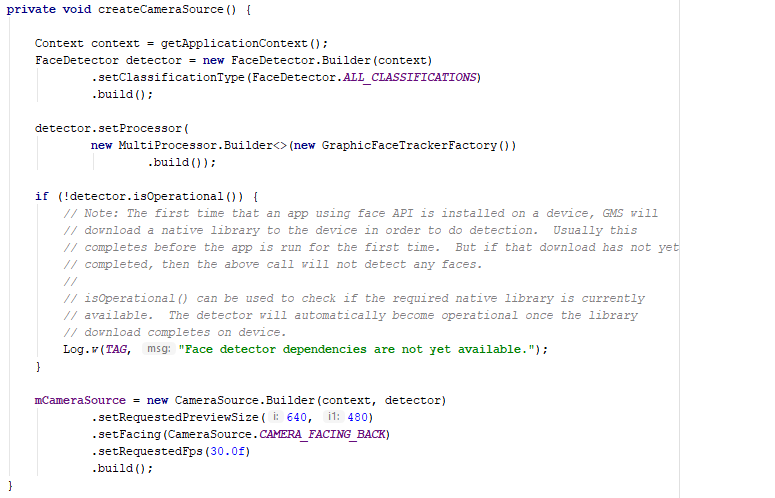 private void createCameraSource() {
Context context = getApplicationContext();
FaceDetector detector = new FaceDetector.Builder(context)
.setClassificationType(FaceDetector.ALL_CLASSIFICATIONS)
.build();
detector.setProcessor(
new MultiProcessor.Builder<>(new GraphicFaceTrackerFactory())
.build());
if (!detector.isOperational()) {
// Note: The first time that an app using face API is installed on a device, GMS will
// download a native library to the device in order to do detection.  Usually this
// completes before the app is run for the first time.  But if that download has not yet
// completed, then the above call will not detect any faces.
//
// isOperational() can be used to check if the required native library is currently
// available.  The detector will automatically become operational once the library
// download completes on device.
Log.w(TAG, msg: "Face detector dependencies are not yet available.");
}
mCameraSource = new CameraSource.Builder(context, detector)
.setRequestedPreviewSize( i: 640, i1: 480)
.setFacing(CameraSource.CAMERA_FACING_BACK)
.setRequestedFps(30.0f)
.build();
}